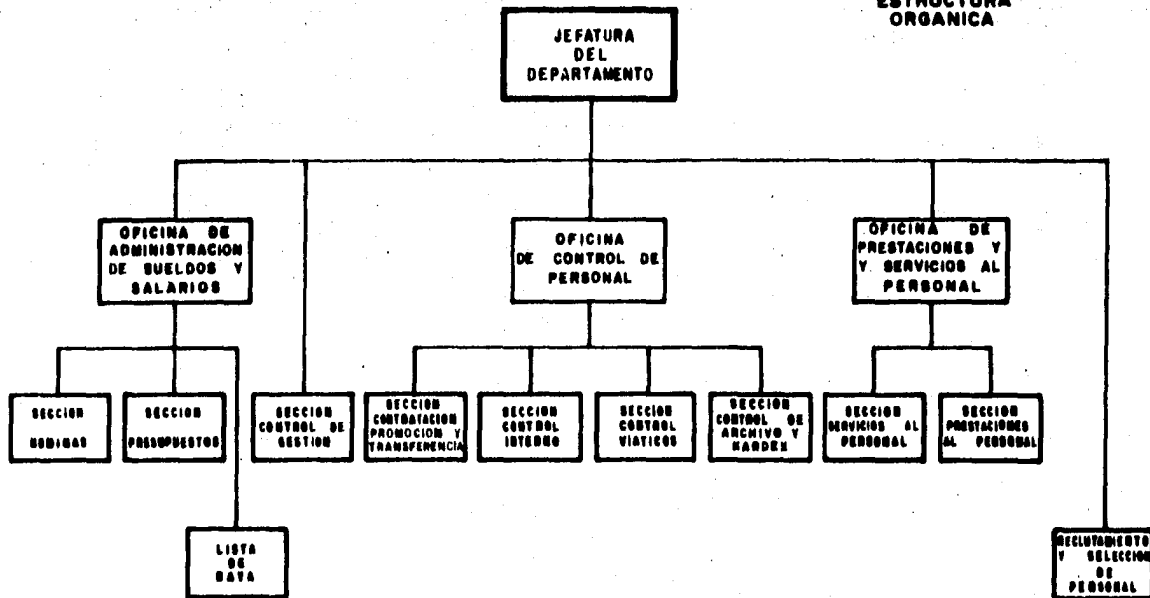 ESTRUCTURA
ORGANICA
JEFATURA
DEL
DEPARTAMENTO
OFICINA DE
ADMINISTRACION
DE SUELDOS Y
SALARIOS
OFICINA
DE CONTROL DE
PERSONAL
OFICINA DE
PRESTACIONES Y
Y SERVICIOS AL
PERSONAL
SECCION
NOMINAS
SECCION
PRESUPUESTOS
SECCION
CONTROL DE
GESTION
SECCION
CONTRATACION
PROMOCION Y
TRANSFERENCIA
SECCION
CONTROL
INTERNO
SECCION
CONTROL
VIATICOS
SECCION
CONTROL DE
ARCHIVO Y
KARDEX
SECCION
SERVICIOS AL
PERSONAL
SECCION
PRESTACIONES
AL PERSONAL
LISTA
DE
RAYA
RECLUTAMIENTO
Y SELECCION
DE
PERSONAL